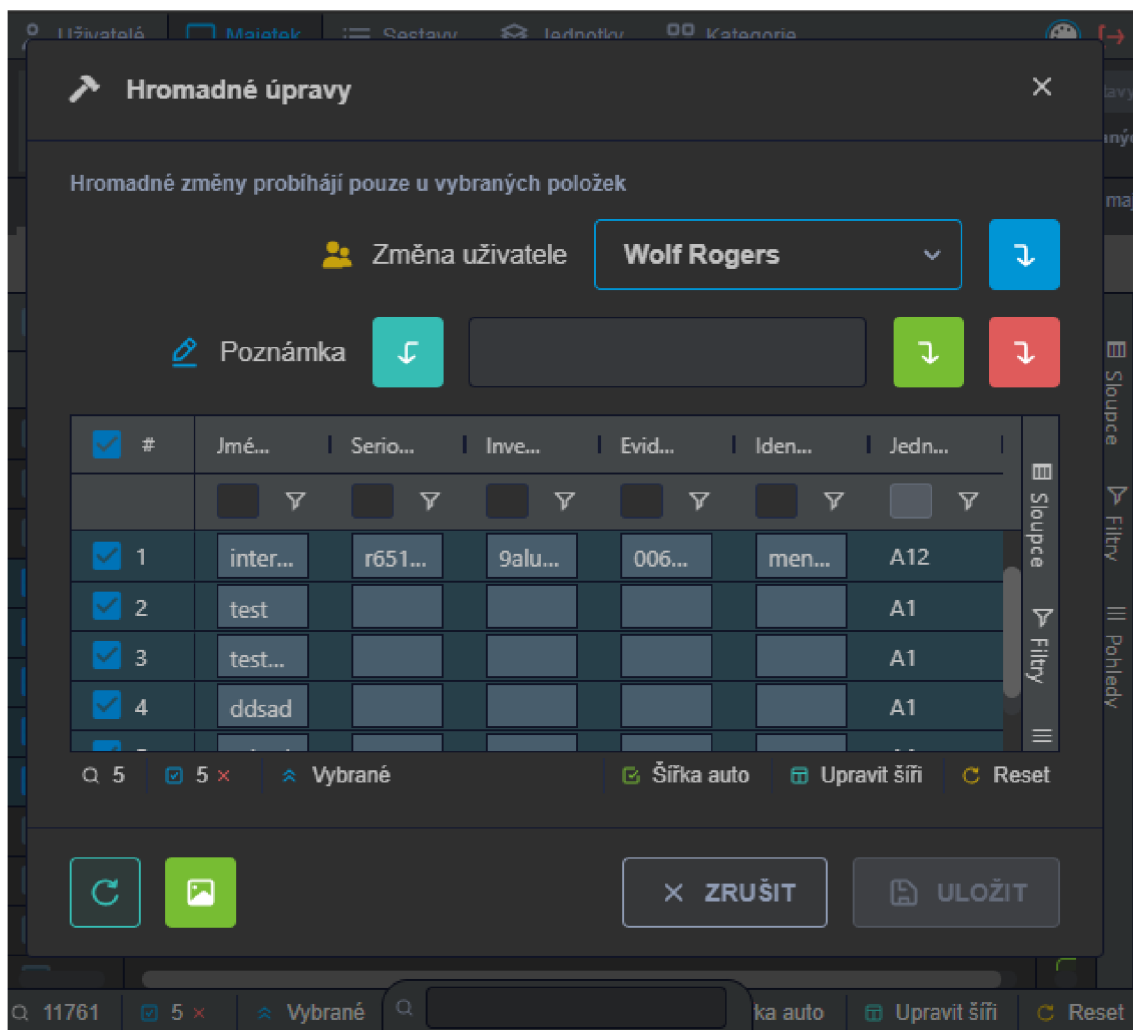 Uživatelé Majetek Sestavy Jednotky Kategorie
Hromadné úpravy
Hromadné změny probíhájí pouze u vybraných položek
Změna uživatele Wolf Rogers
Poznámka
# Jmé... Serio... Inve... Evid... Iden... Jedn...
1 inter... r651... 9alu... 006... men... A12
2 test A1
3 test... A1
4 ddsad A1
Sloupce
Filtry
5 5 Vybrané Šířka auto Upravit šíři Reset
ZRUŠIT ULOŽIT
Sloupce
Filtry
Pohledy
11761 5 Vybrané ka auto Upravit šíři Reset